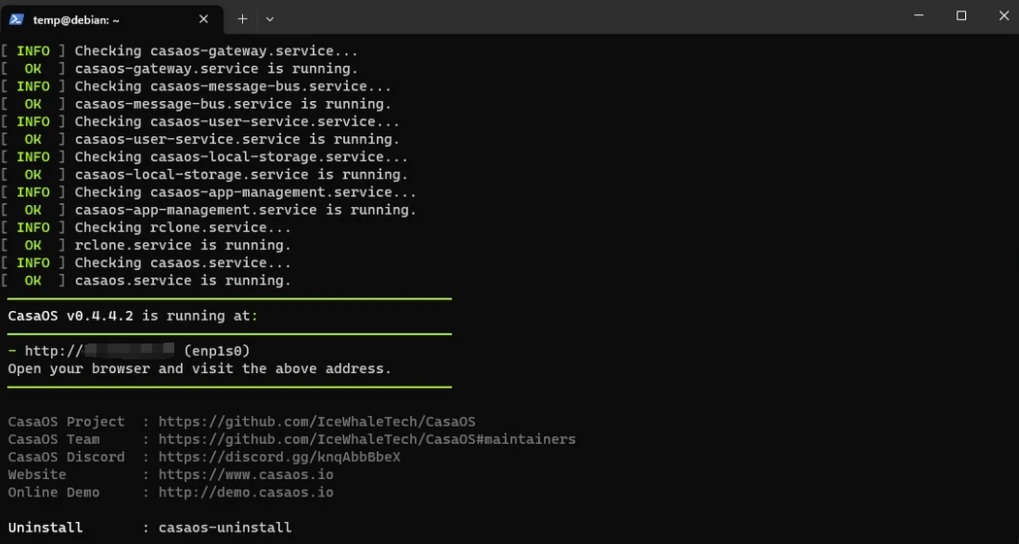 temp@debian: ~
[ INFO ] Checking casaos-gateway.service...
[ OK ] casaos-gateway.service is running.
[ INFO ] Checking casaos-message-bus.service...
[ OK ] casaos-message-bus.service is running.
[ INFO ] Checking casaos-user-service.service...
[ OK ] casaos-user-service.service is running.
[ INFO ] Checking casaos-local-storage.service...
[ OK ] casaos-local-storage.service is running.
[ INFO ] Checking casaos-app-management.service...
[ OK ] casaos-app-management.service is running.
[ INFO ] Checking rclone.service...
[ OK ] rclone.service is running.
[ INFO ] Checking casaos.service...
[ OK ] casaos.service is running.
CasaOS v0.4.4.2 is running at:
- http:// (enp1s0)
Open your browser and visit the above address.
CasaOS Project : https://github.com/IceWhaleTech/CasaOS
CasaOS Team : https://github.com/IceWhaleTech/CasaOS#maintainers
CasaOS Discord : https://discord.gg/knqAbbBbeX
Website : https://www.casaos.io
Online Demo : http://demo.casaos.io
Uninstall : casaos-uninstall